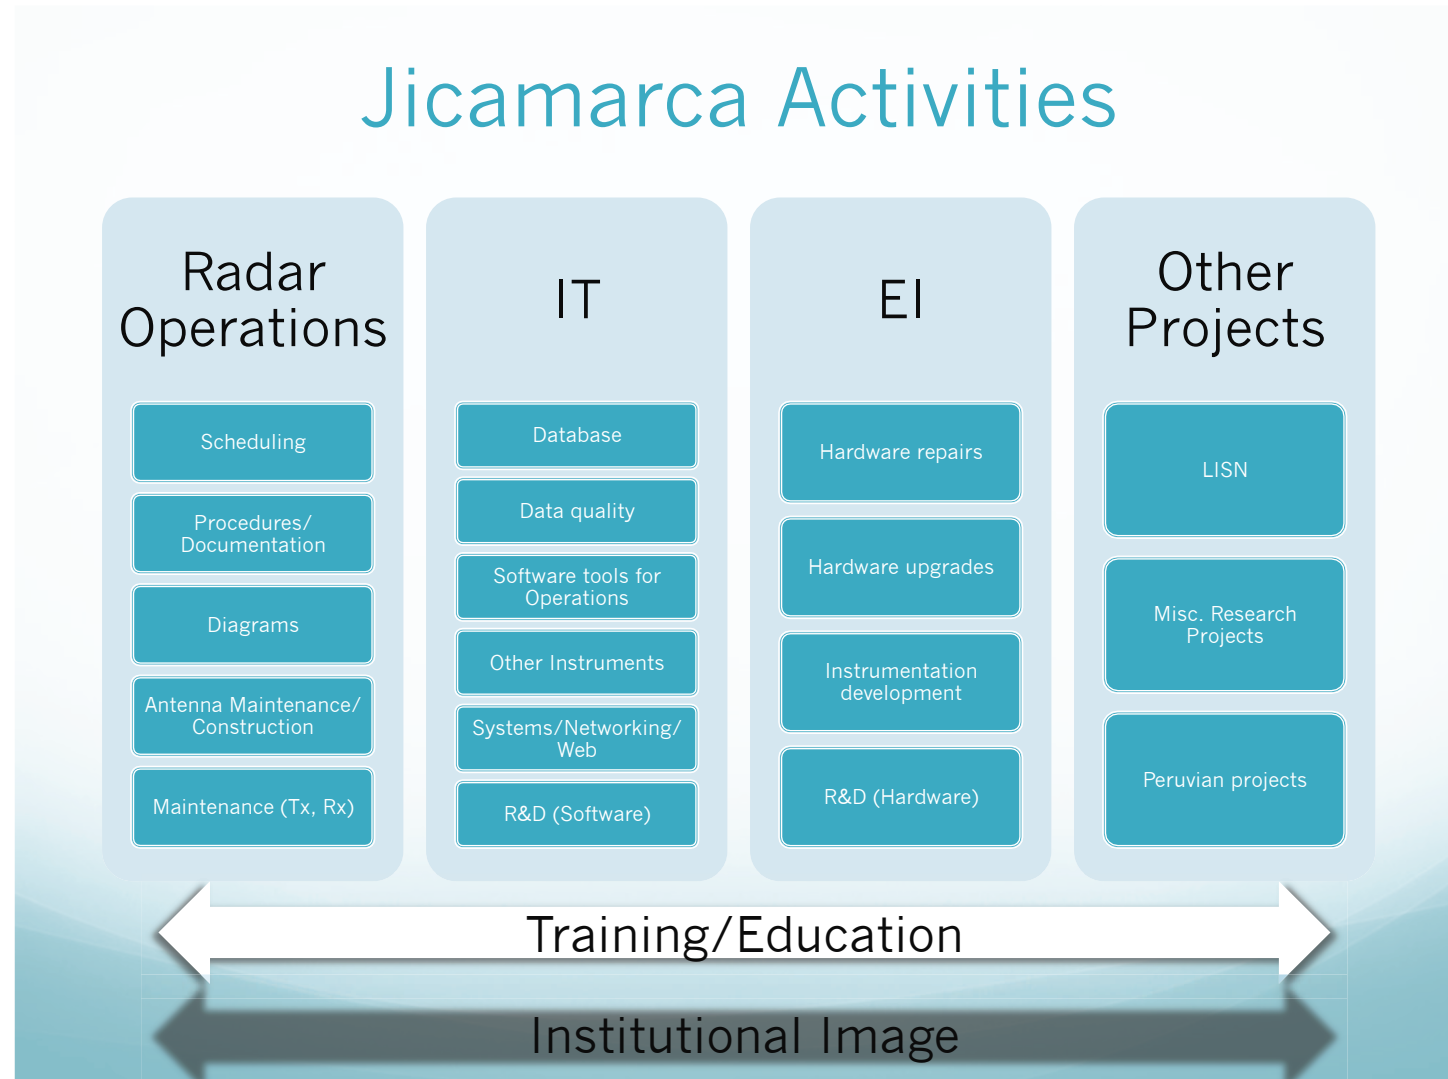 Jicamarca Activities
Radar
Operations
Scheduling
Procedures/
Documentation
Diagrams
Antenna Maintenance/
Construction
Maintenance (Tx, Rx)
IT
Database
Data quality
Software tools for
Operations
Other Instruments
Systems/Networking/
Web
R&D (Software)
EI
Hardware repairs
Hardware upgrades
Instrumentation
development
R&D (Hardware)
Other
Projects
LISN
Misc. Research
Projects
Peruvian projects
Training/Education
Institutional Image